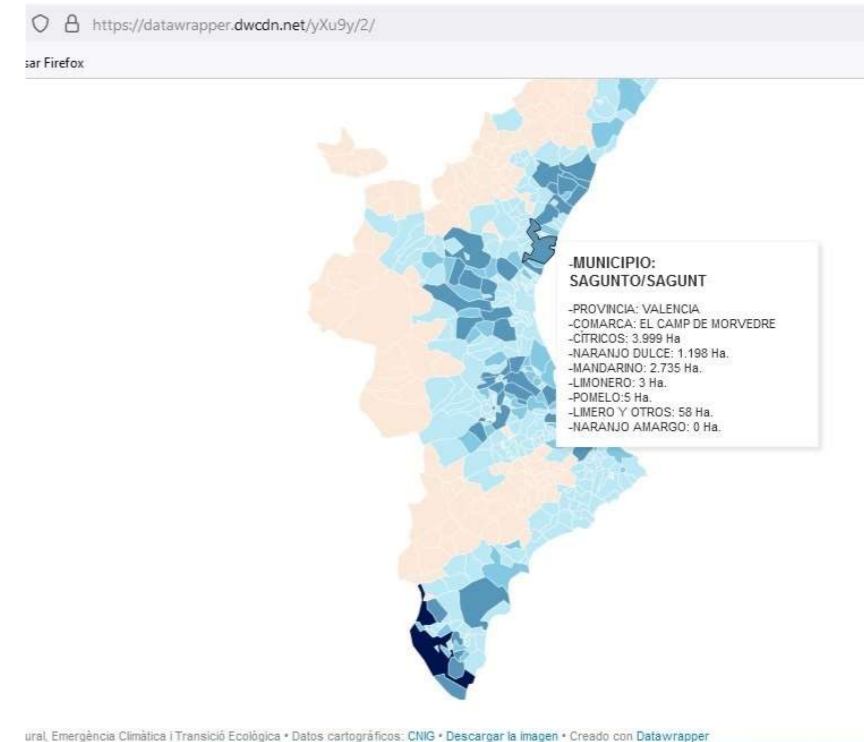 https://datawrapper.dwcdn.net/yXu9y/2/
sar Firefox
-MUNICIPIO:
SAGUNTO/SAGUNT
-PROVINCIA: VALENCIA
-COMARCA: EL CAMP DE MORVEDRE
-CÍTRICOS: 3.999 Ha
-NARANJO DULCE: 1.198 Ha.
-MANDARINO: 2.735 Ha.
-LIMONERO: 3 Ha.
-POMELO:5 Ha.
-LIMERO Y OTROS: 58 Ha.
-NARANJO AMARGO: 0 Ha.
ural, Emergència Climàtica i Transició Ecològica • Datos cartográficos: CNIG • Descargar la imagen • Creado con Datawrapper